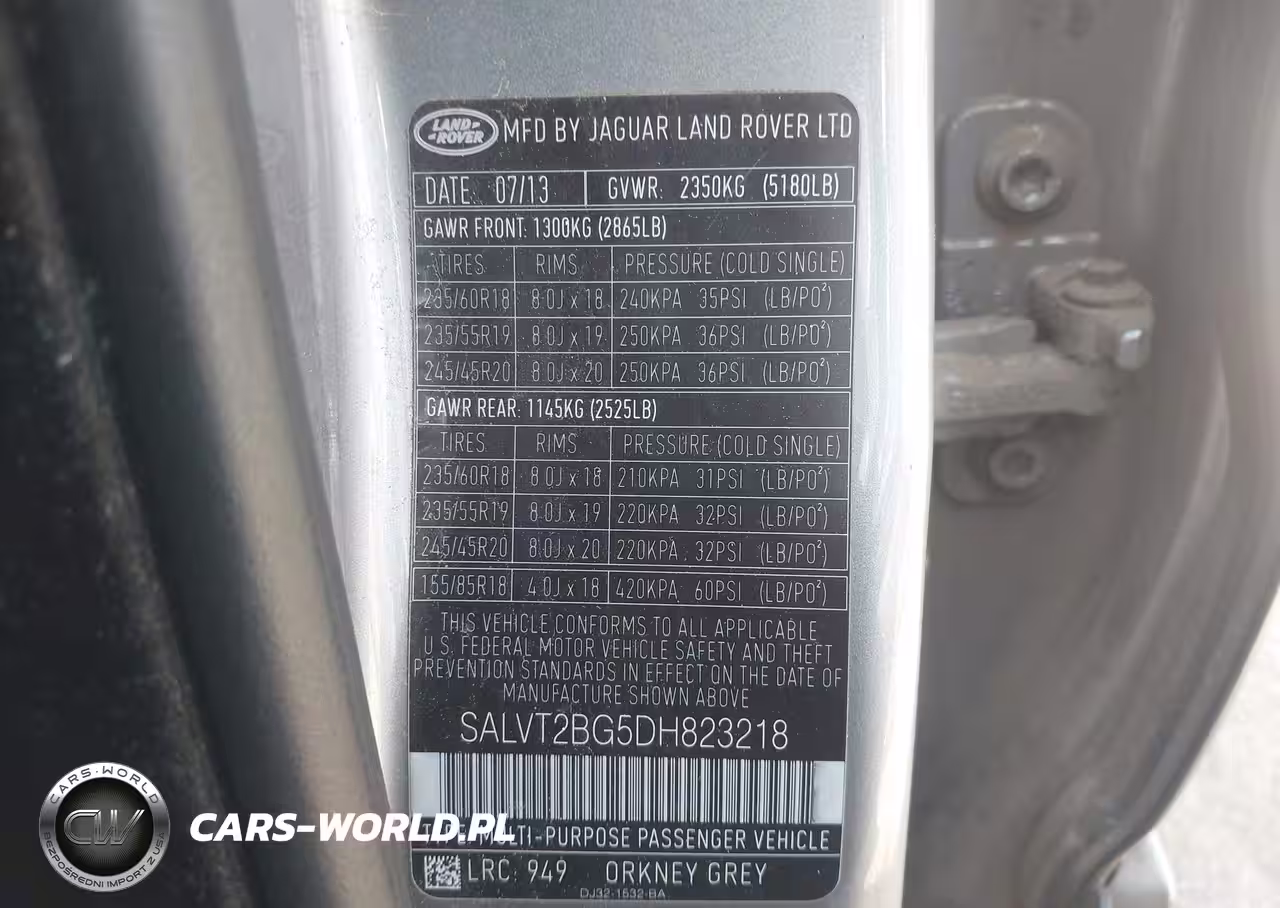 LAND-
-ROVER
MFD BY JAGUAR LAND ROVER LTD
DATE: 07/13 GVWR: 2350KG (5180LB)
GAWR FRONT: 1300KG (2865LB)
TIRES RIMS PRESSURE (COLD SINGLE)
235/60R18 8.0J x 18 240KPA 35PSI (LB/PO²)
235/55R19 8.0J x 19 250KPA 36PSI (LB/PO²)
245/45R20 8.0J x 20 250KPA 36PSI (LB/PO²)
GAWR REAR: 1145KG (2525LB)
TIRES RIMS PRESSURE (COLD SINGLE)
235/60R18 8.0J x 18 210KPA 31PSI (LB/PO²)
235/55R19 8.0J x 19 220KPA 32PSI (LB/PO²)
245/45R20 8.0J x 20 220KPA 32PSI (LB/PO²)
155/85R18 4.0J x 18 420KPA 60PSI (LB/PO²)
THIS VEHICLE CONFORMS TO ALL APPLICABLE
U.S. FEDERAL MOTOR VEHICLE SAFETY AND THEFT
PREVENTION STANDARDS IN EFFECT ON THE DATE OF
MANUFACTURE SHOWN ABOVE
SALVT2BG5DH823218
-PURPOSE PASSENGER VEHICLE
LRC: 949 ORKNEY GREY
DJ32-1532-BA
CARS-WORLD
CW
BEZPOŚREDNI IMPORT Z USA
CARS-WORLD.PL